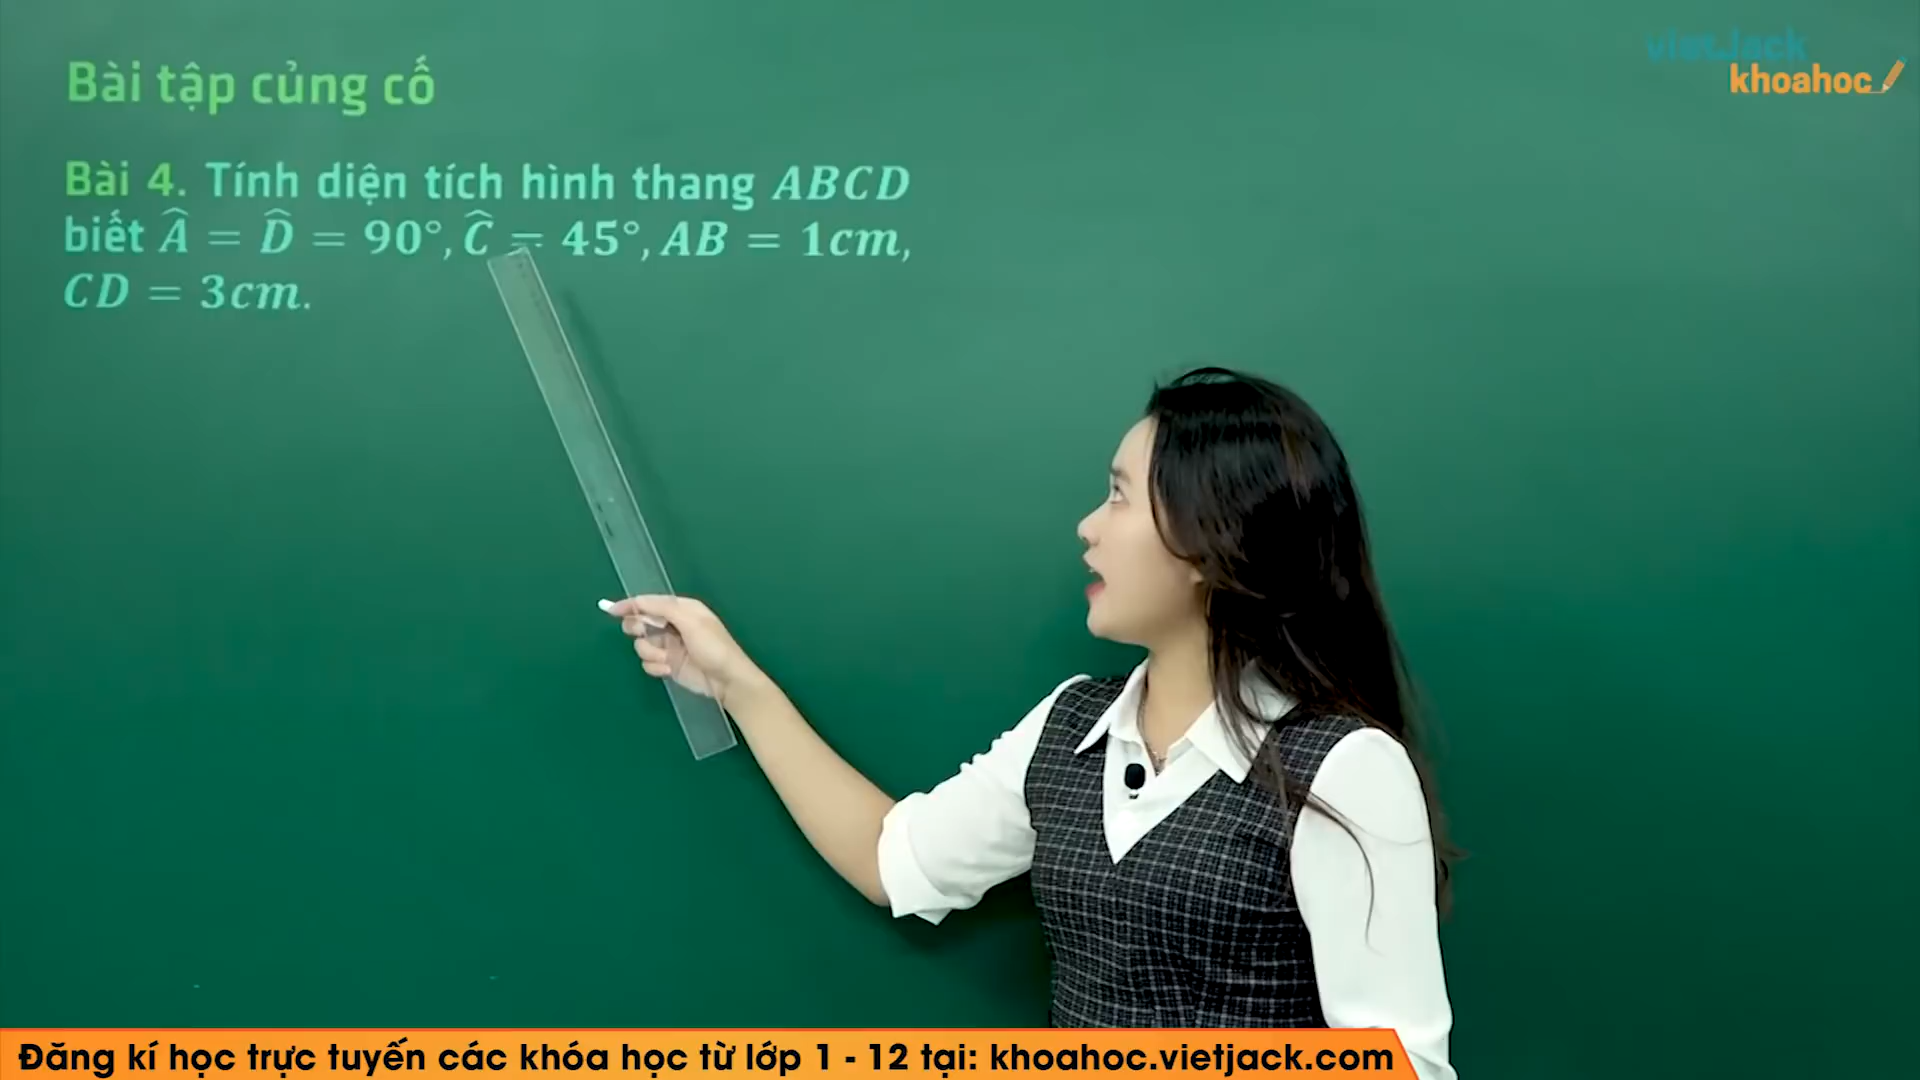 vietJack
khoahoc
Bài tập củng cố
Bài 4. Tính diện tích hình thang ABCD
biết Â = D̂ = 90°, Ĉ = 45°, AB = 1cm,
CD = 3cm.
Đăng kí học trực tuyến các khóa học từ lớp 1 - 12 tại: khoahoc.vietjack.com